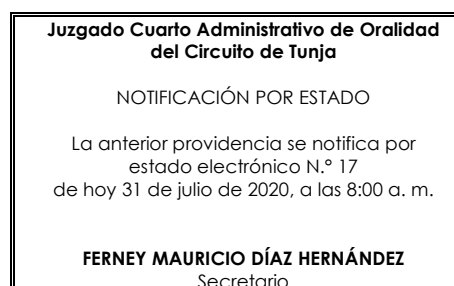 Juzgado Cuarto Administrativo de Oralidad
del Circuito de Tunja
NOTIFICACIÓN POR ESTADO
La anterior providencia se notifica por
estado electrónico N.° 17
de hoy 31 de julio de 2020, a las 8:00 a. m.
FERNEY MAURICIO DÍAZ HERNÁNDEZ
Secretario